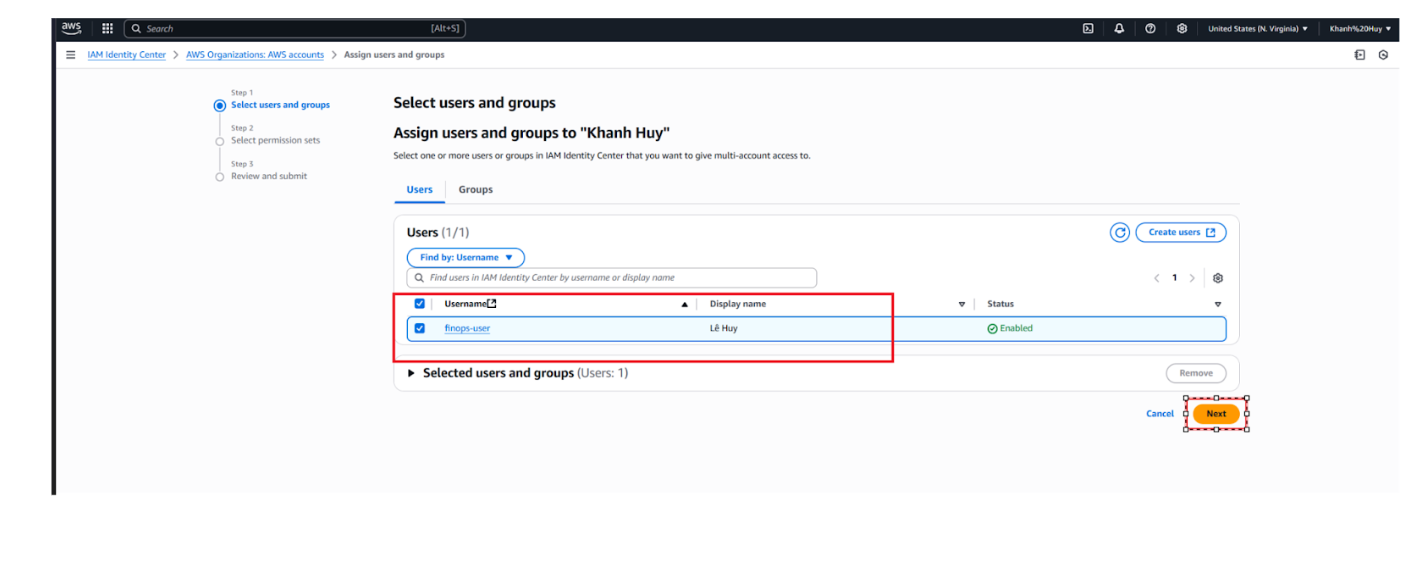 aws Search [Alt+S] United States (N. Virginia) Khanh%20Huy
IAM Identity Center > AWS Organizations: AWS accounts > Assign users and groups
Step 1
Select users and groups
Step 2
Select permission sets
Step 3
Review and submit
Select users and groups
Assign users and groups to "Khanh Huy"
Select one or more users or groups in IAM Identity Center that you want to give multi-account access to.
Users Groups
Users (1/1)
Create users
Find by: Username
Find users in IAM Identity Center by username or display name
< 1 >
Username Display name Status
finops-user Lê Huy Enabled
Selected users and groups (Users: 1)
Remove
Cancel Next